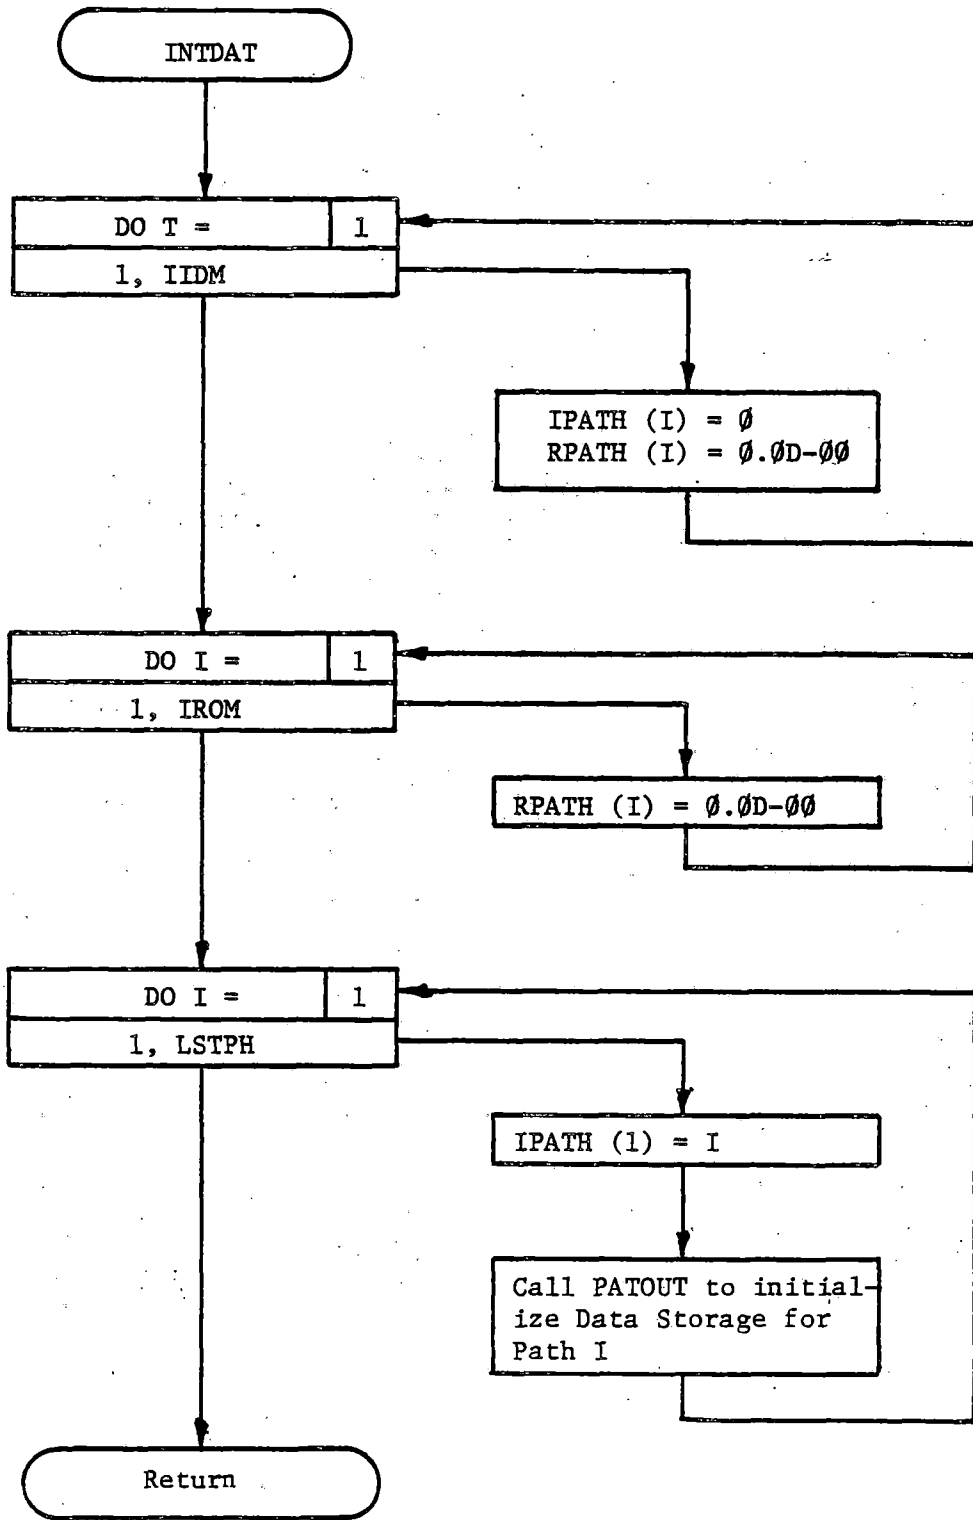 INTDAT
DO T = 1
1, IIDM
IPATH (I) = Ø
RPATH (I) = Ø.ØD-ØØ
DO I = 1
1, IROM
RPATH (I) = Ø.ØD-ØØ
DO I = 1
1, LSTPH
IPATH (1) = I
Call PATOUT to initial-
ize Data Storage for
Path I
Return